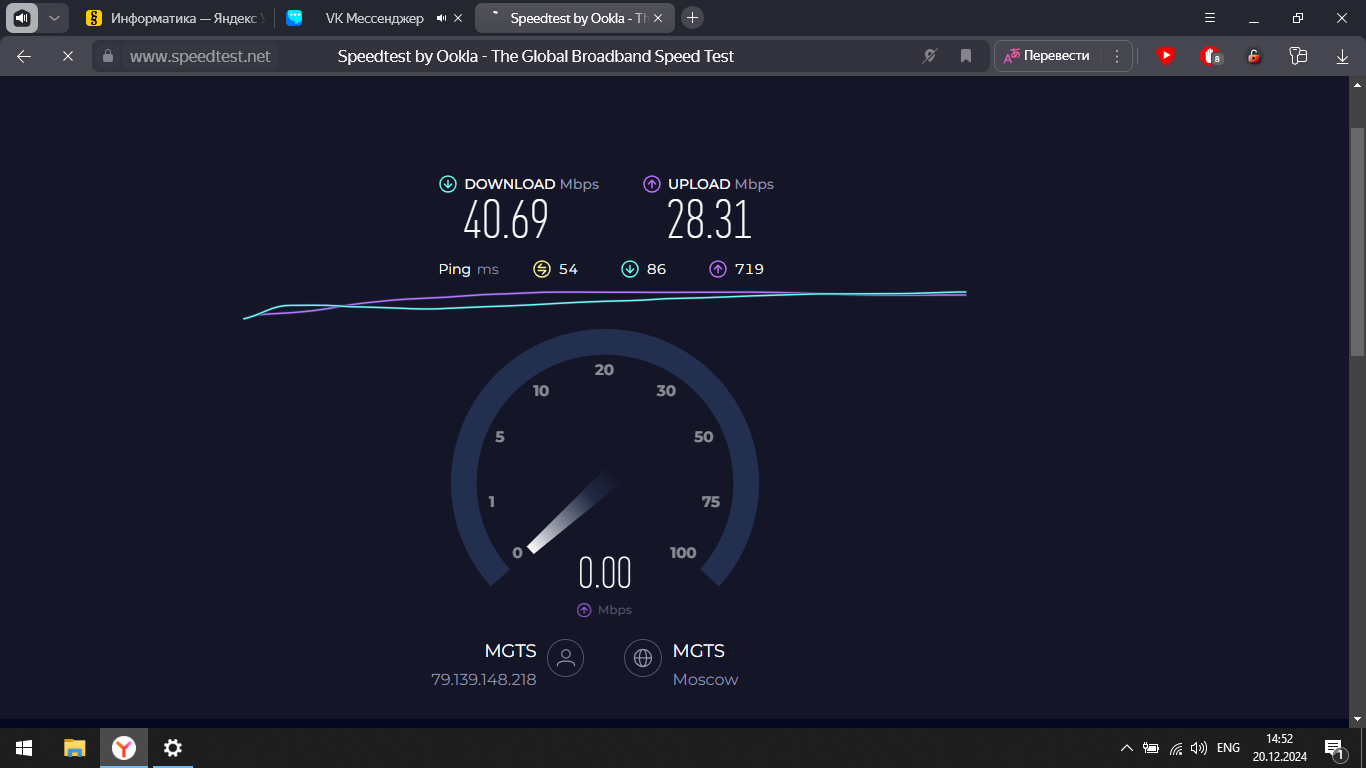 Информатика — Яндекс
VK Мессенджер
Speedtest by Ookla - Th
www.speedtest.net
Speedtest by Ookla - The Global Broadband Speed Test
Перевести
8
DOWNLOAD Mbps
UPLOAD Mbps
40.69
28.31
Ping ms 54 86 719
20
10
30
5
50
1
75
0
100
0.00
Mbps
MGTS
MGTS
79.139.148.218
Moscow
ENG
14:52
20.12.2024
1